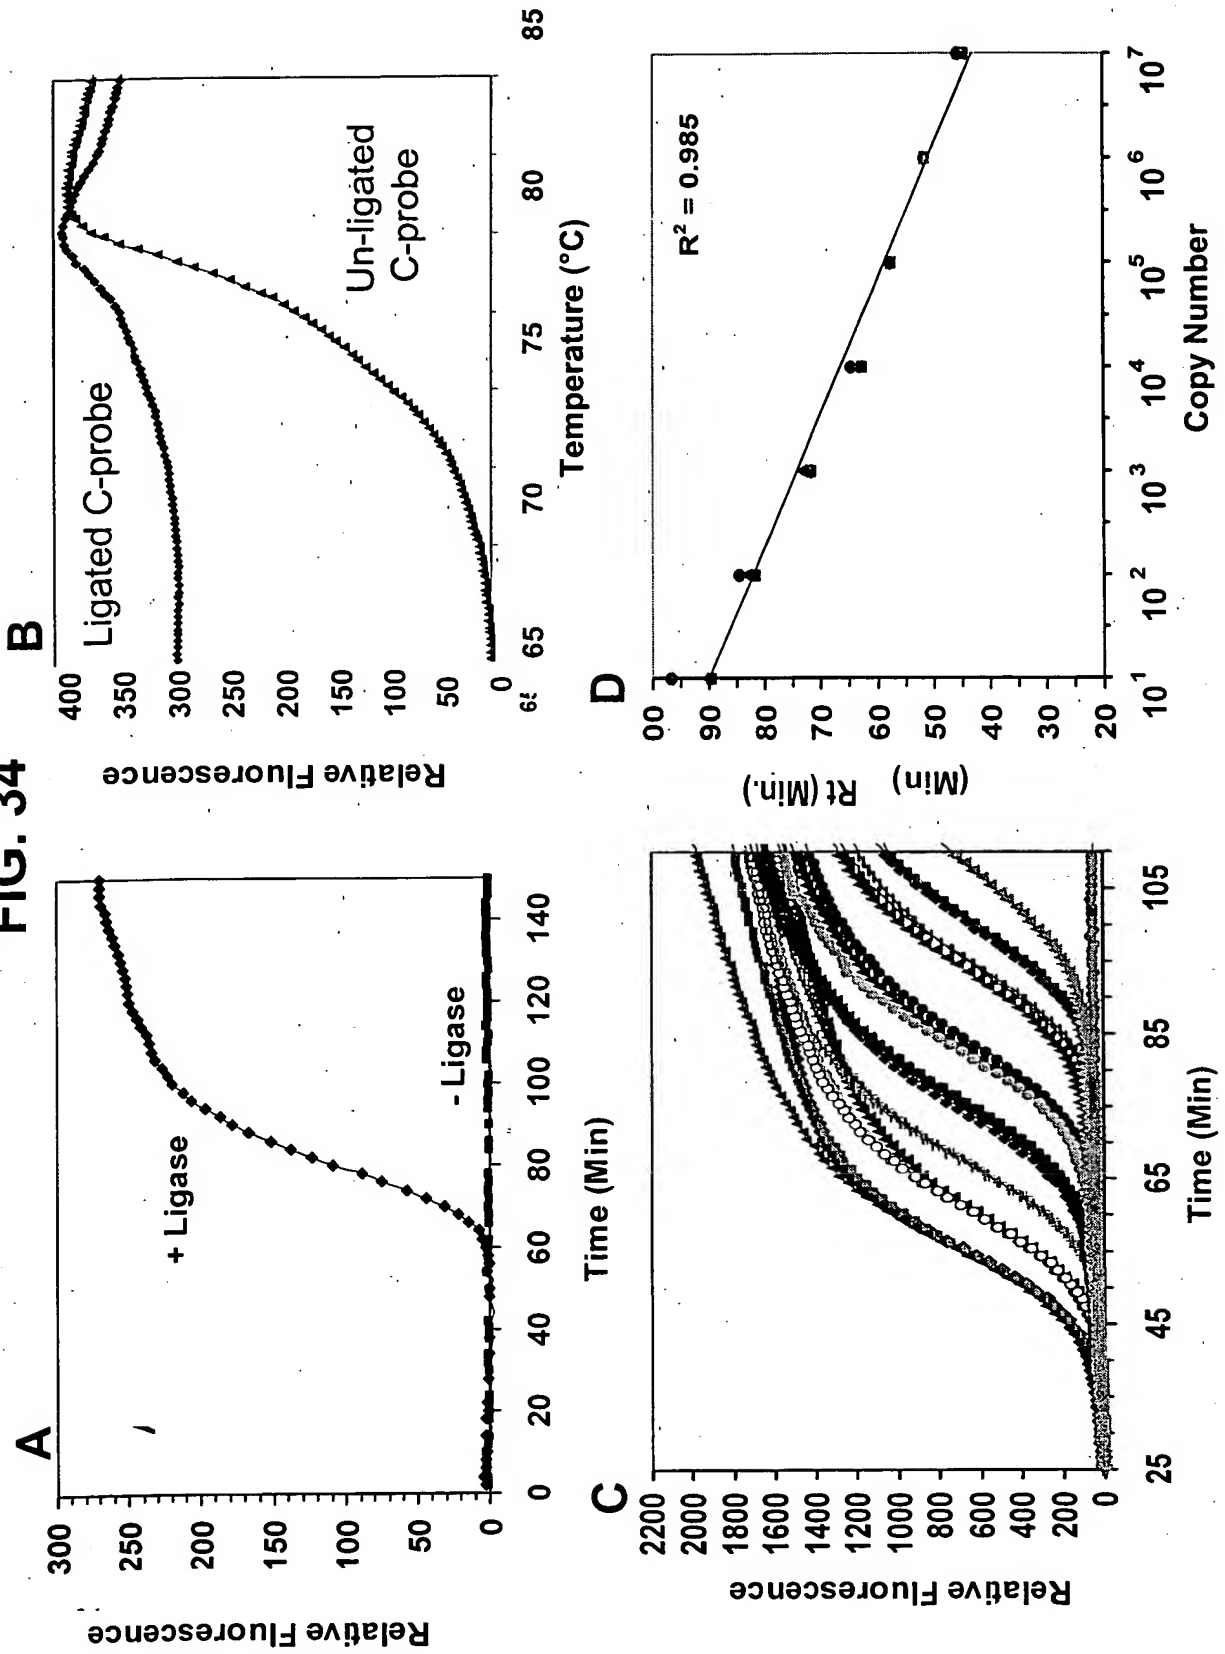 FIG. 34
A
Relative Fluorescence
300
250
200
150
100
50
0
+ Ligase
- Ligase
0 20 40 60 80 100 120 140
Time (Min)
B
Relative Fluorescence
400
350
300
250
200
150
100
50
0
Ligated C-probe
Un-ligated
C-probe
65 65 70 75 80 85
Temperature (°C)
C
Relative Fluorescence
2200
2000
1800
1600
1400
1200
1000
800
600
400
200
0
25 45 65 85 105
Time (Min)
D
Rt (Min.)
(Min)
00
90
80
70
60
50
40
30
20
R² = 0.985
10¹ 10² 10³ 10⁴ 10⁵ 10⁶ 10⁷
Copy Number